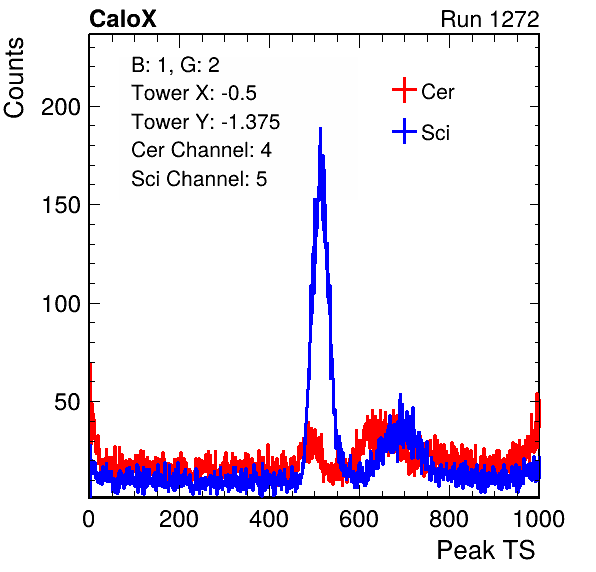 CaloX Run 1272
Counts
B: 1, G: 2
Tower X: -0.5
Tower Y: -1.375
Cer Channel: 4
Sci Channel: 5
Cer
Sci
200
150
100
50
0 200 400 600 800 1000
Peak TS